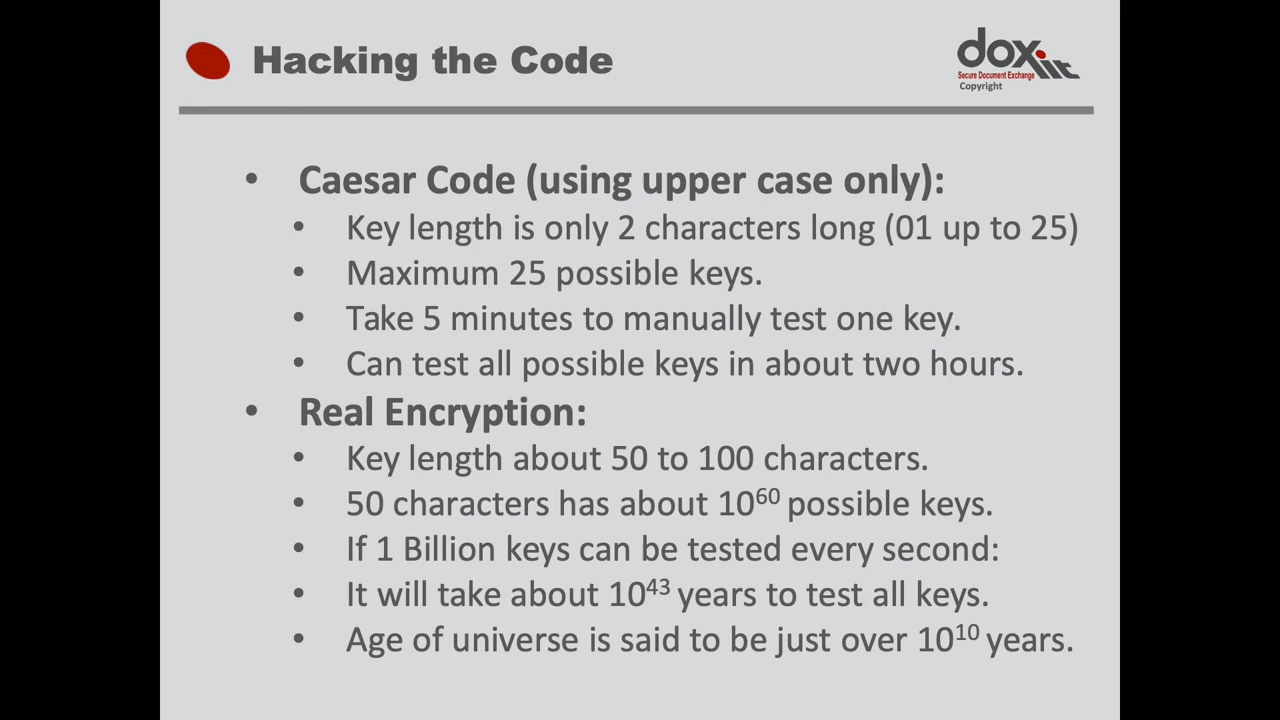 Hacking the Code
dox-iit
Secure Document Exchange
Copyright
• Caesar Code (using upper case only):
• Key length is only 2 characters long (01 up to 25)
• Maximum 25 possible keys.
• Take 5 minutes to manually test one key.
• Can test all possible keys in about two hours.
• Real Encryption:
• Key length about 50 to 100 characters.
• 50 characters has about 10⁶⁰ possible keys.
• If 1 Billion keys can be tested every second:
• It will take about 10⁴³ years to test all keys.
• Age of universe is said to be just over 10¹⁰ years.